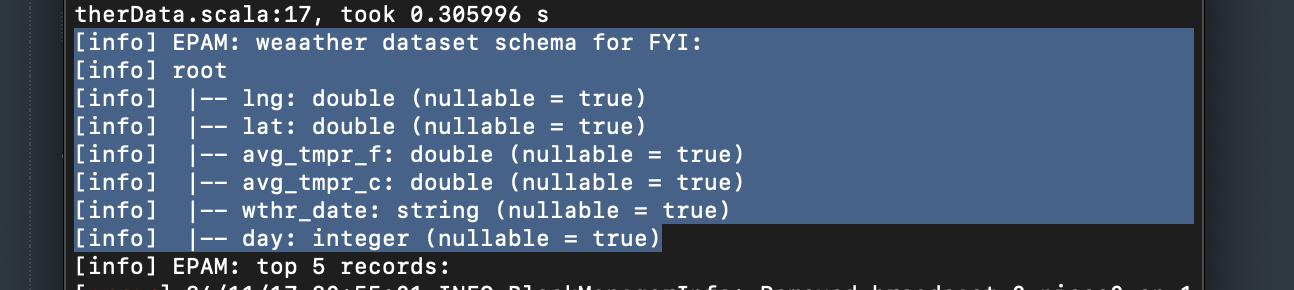 therData.scala:17, took 0.305996 s
[info] EPAM: weaather dataset schema for FYI:
[info] root
[info]  |-- lng: double (nullable = true)
[info]  |-- lat: double (nullable = true)
[info]  |-- avg_tmpr_f: double (nullable = true)
[info]  |-- avg_tmpr_c: double (nullable = true)
[info]  |-- wthr_date: string (nullable = true)
[info]  |-- day: integer (nullable = true)
[info] EPAM: top 5 records: